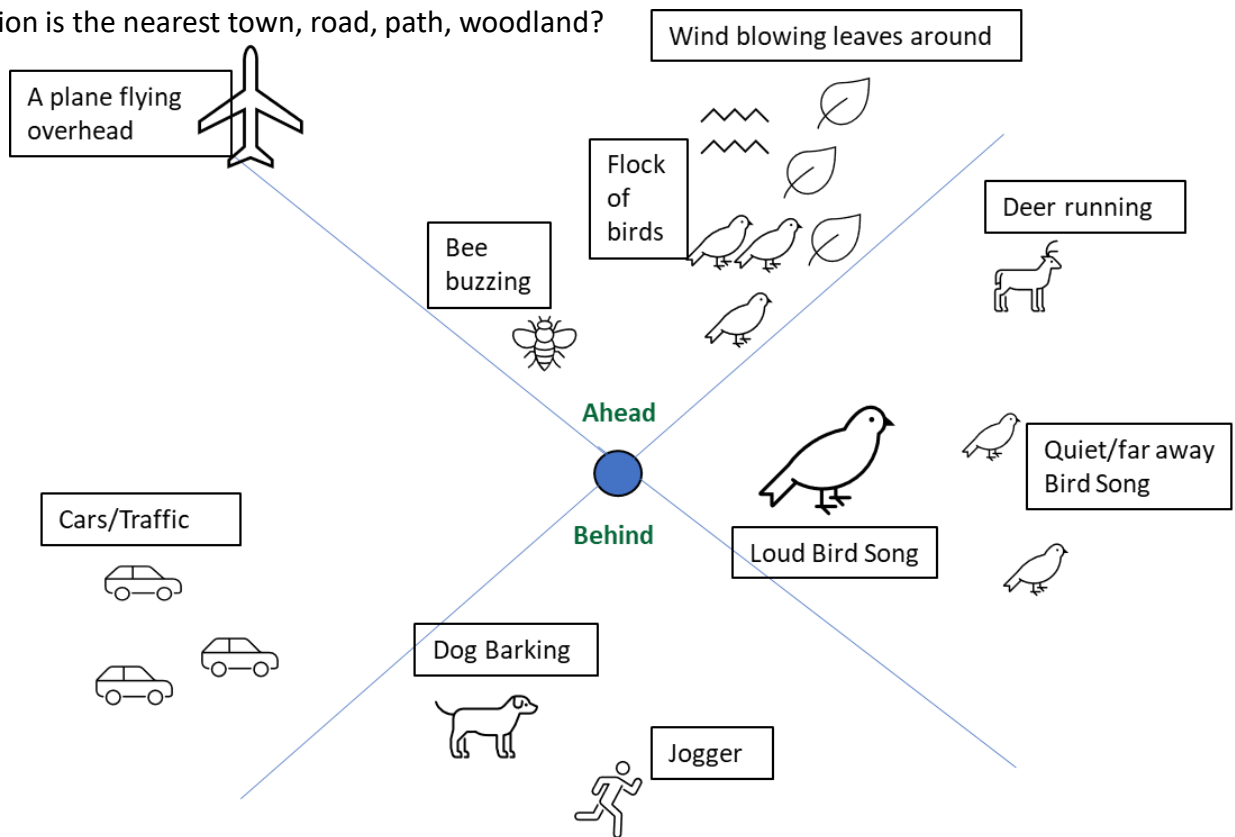 ion is the nearest town, road, path, woodland?
Wind blowing leaves around
A plane flying
overhead
Flock
of
birds
Deer running
Bee
buzzing
Ahead
Quiet/far away
Bird Song
Cars/Traffic
Behind
Loud Bird Song
Dog Barking
Jogger